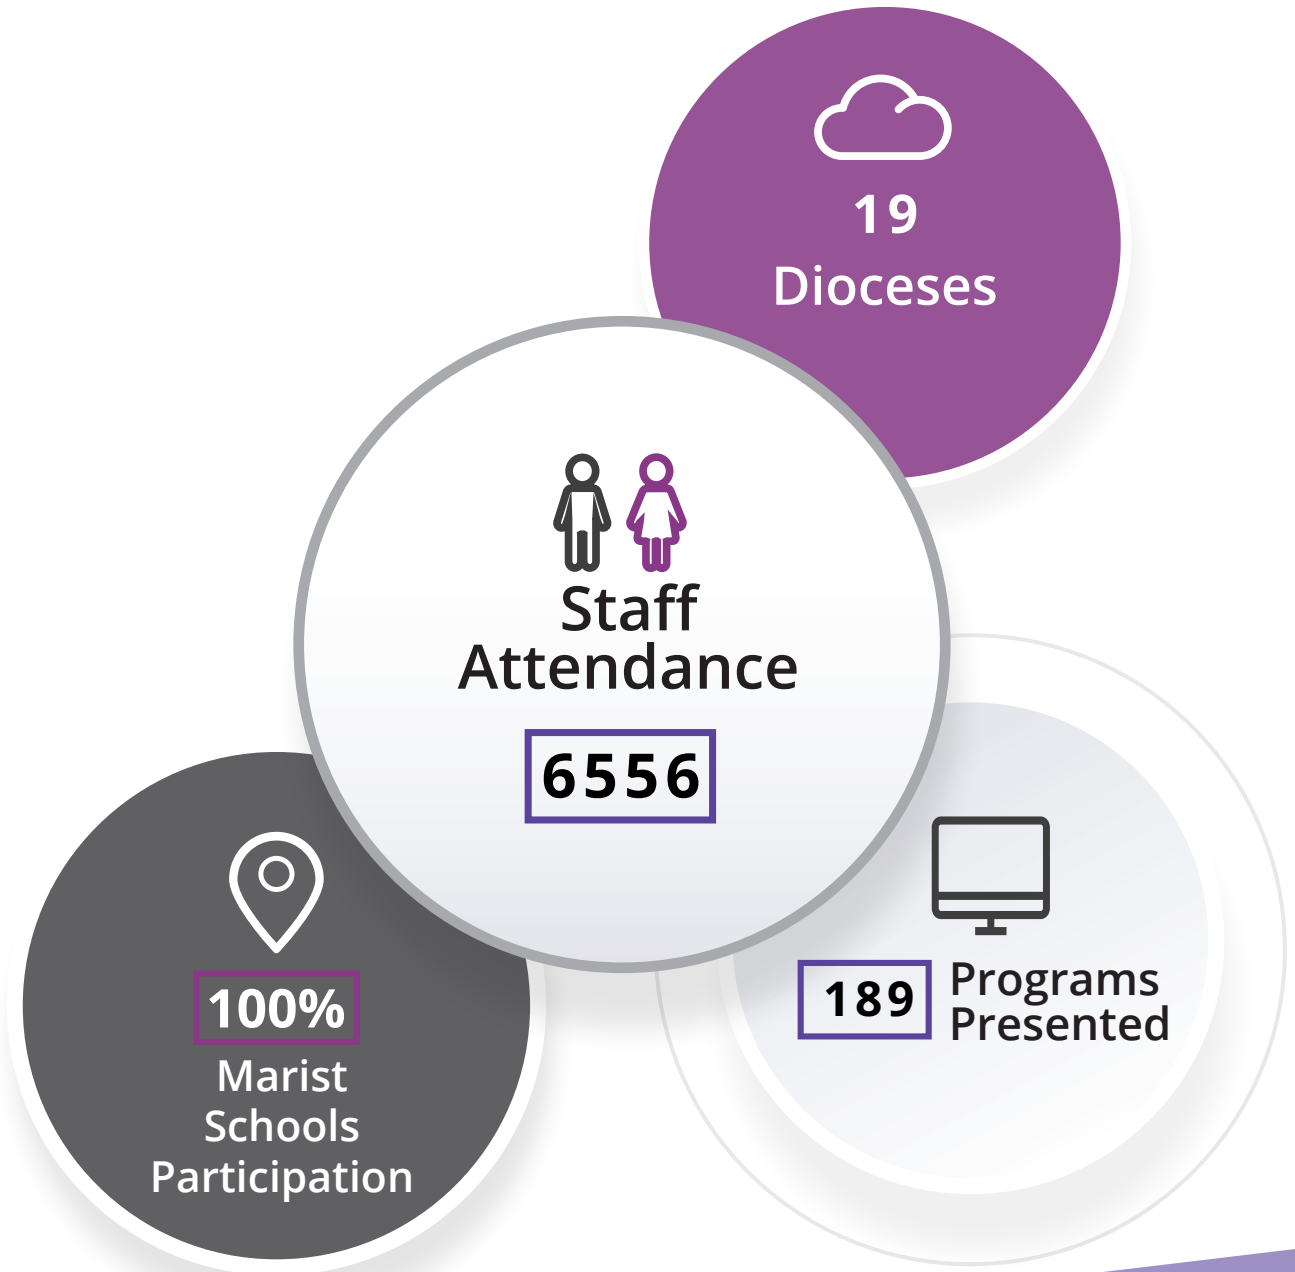 19
Dioceses
Staff
Attendance
6556
100%
Marist
Schools
Participation
189
Programs
Presented